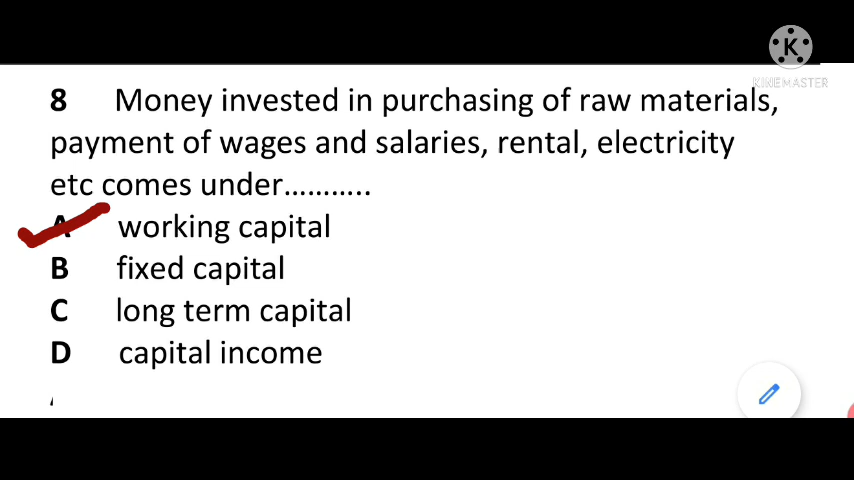 K
KINEMASTER
8 Money invested in purchasing of raw materials,
payment of wages and salaries, rental, electricity
etc comes under...........
A working capital
B fixed capital
C long term capital
D capital income